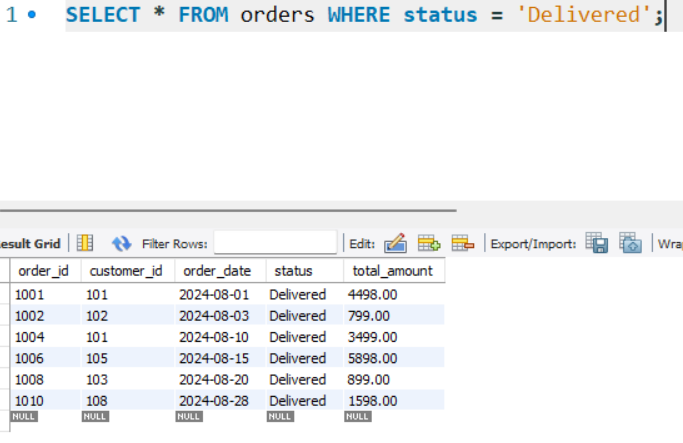 1 SELECT * FROM orders WHERE status = 'Delivered';
esult Grid Filter Rows: Edit: Export/Import: Wra
order_id customer_id order_date status total_amount
1001 101 2024-08-01 Delivered 4498.00
1002 102 2024-08-03 Delivered 799.00
1004 101 2024-08-10 Delivered 3499.00
1006 105 2024-08-15 Delivered 5898.00
1008 103 2024-08-20 Delivered 899.00
1010 108 2024-08-28 Delivered 1598.00
NULL NULL NULL NULL NULL